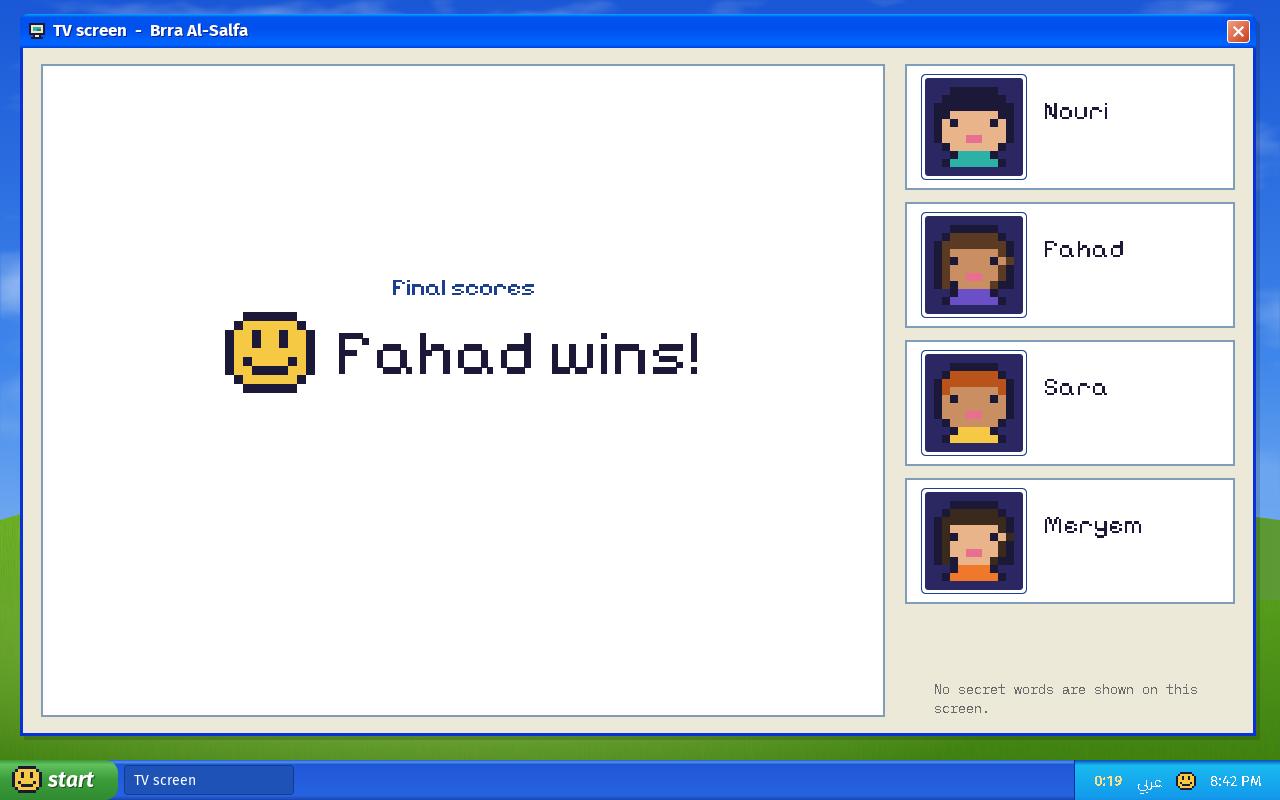 TV screen - Brra Al-Salfa
Final scores
Fahad wins!
Nouri
Fahad
Sara
Meryem
No secret words are shown on this
screen.
start
TV screen
0:19
عربي
8:42 PM